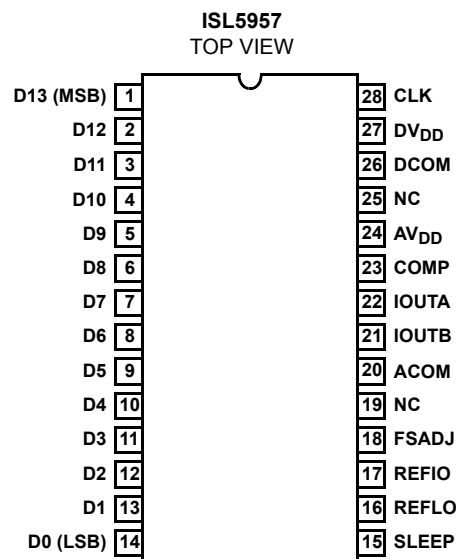 ISL5957
TOP VIEW
D13 (MSB) 1 28 CLK
D12 2 27 DVDD
D11 3 26 DCOM
D10 4 25 NC
D9 5 24 AVDD
D8 6 23 COMP
D7 7 22 IOUTA
D6 8 21 IOUTB
D5 9 20 ACOM
D4 10 19 NC
D3 11 18 FSADJ
D2 12 17 REFIO
D1 13 16 REFLO
D0 (LSB) 14 15 SLEEP